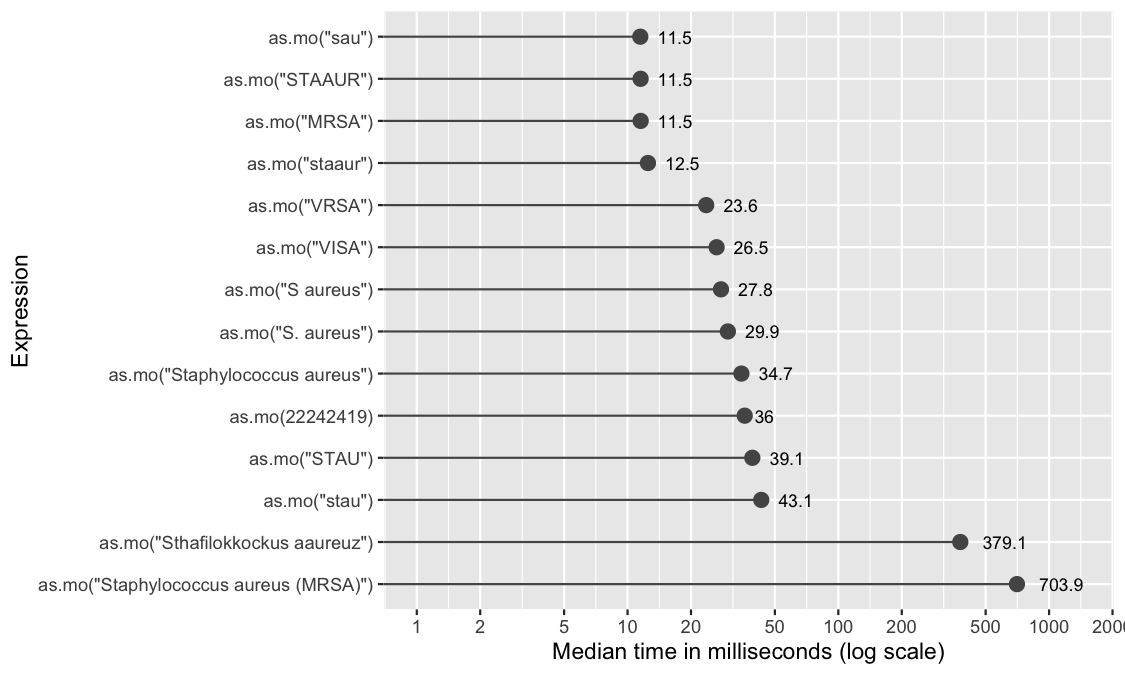 as.mo("sau")
11.5
as.mo("STAAUR")
11.5
as.mo("MRSA")
11.5
as.mo("staaur")
12.5
as.mo("VRSA")
23.6
as.mo("VISA")
26.5
as.mo("S aureus")
27.8
as.mo("S. aureus")
29.9
as.mo("Staphylococcus aureus")
34.7
as.mo(22242419)
36
as.mo("STAU")
39.1
as.mo("stau")
43.1
as.mo("Sthafilokkockus aaureuz")
379.1
as.mo("Staphylococcus aureus (MRSA)")
703.9
Expression
1 2 5 10 20 50 100 200 500 1000 2000
Median time in milliseconds (log scale)